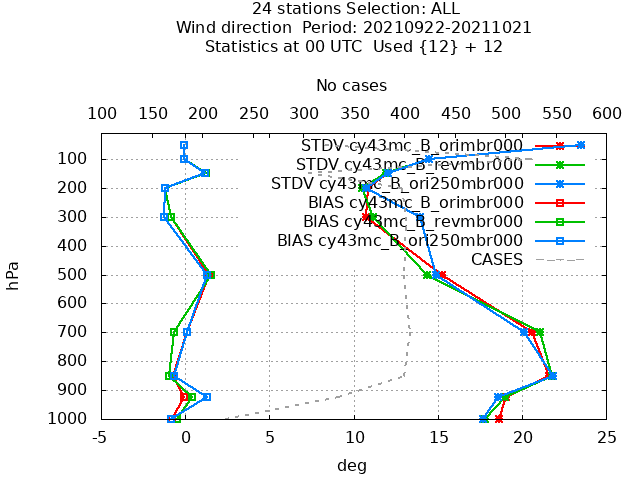 24 stations Selection: ALL
Wind direction  Period: 20210922-20211021
Statistics at 00 UTC  Used {12} + 12
No cases
100 150 200 250 300 350 400 450 500 550 600
STDV cy43mc_B_orimbr000
100
STDV cy43mc_B_revmbr000
STDV cy43mc_B_ori250mbr000
200
BIAS cy43mc_B_orimbr000
300
BIAS cy43mc_B_revmbr000
BIAS cy43mc_B_ori250mbr000
400
CASES
500
600
700
800
900
1000
hPa
-5 0 5 10 15 20 25
deg